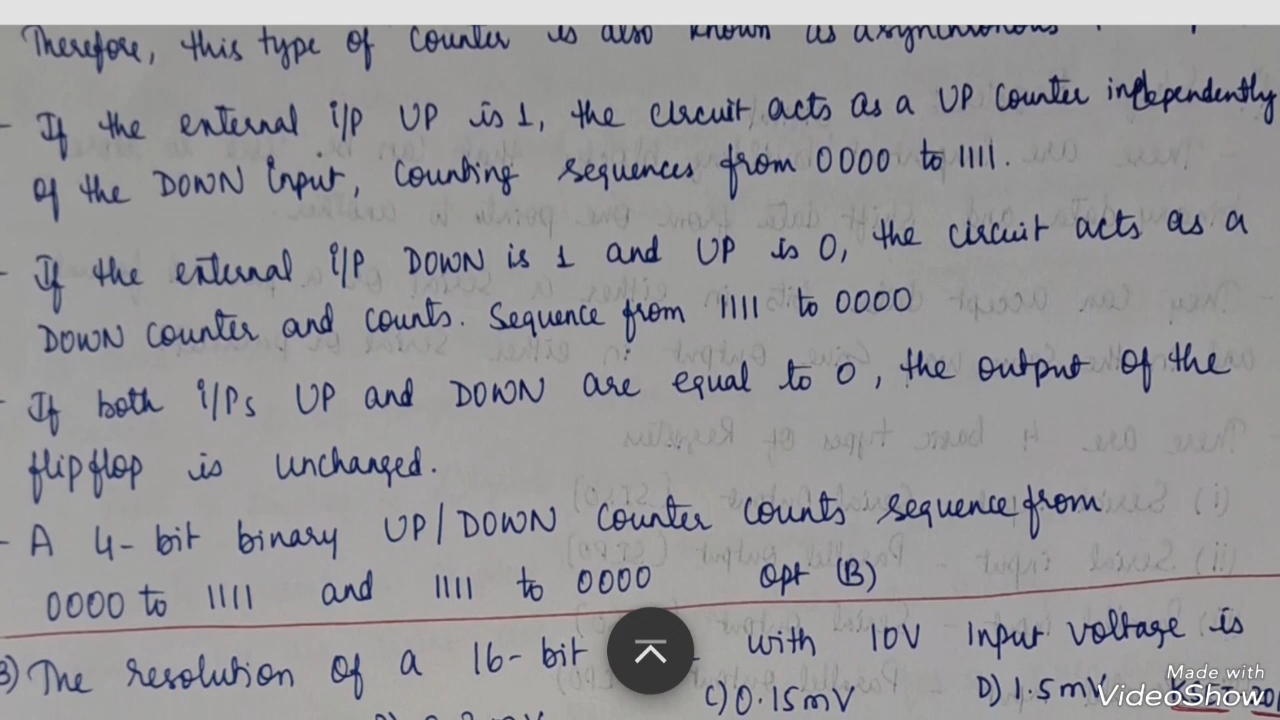 Therefore, this type of Counter is also known as asynchronous
- If the external i/p UP is 1, the circuit acts as a UP Counter independently
of the DOWN Input, Counting sequences from 0000 to 1111.
- If the external i/p DOWN is 1 and UP is 0, the circuit acts as a
DOWN counter and counts. Sequence from 1111 to 0000
- If both i/Ps UP and DOWN are equal to 0, the output of the
flipflop is unchanged.
- A 4-bit binary UP/DOWN Counter counts sequence from
0000 to 1111 and 1111 to 0000 opt (B)
3) The resolution of a 16-bit with 10V Input voltage is
C) 0.15mV D) 1.5mV
Made with
VideoShow